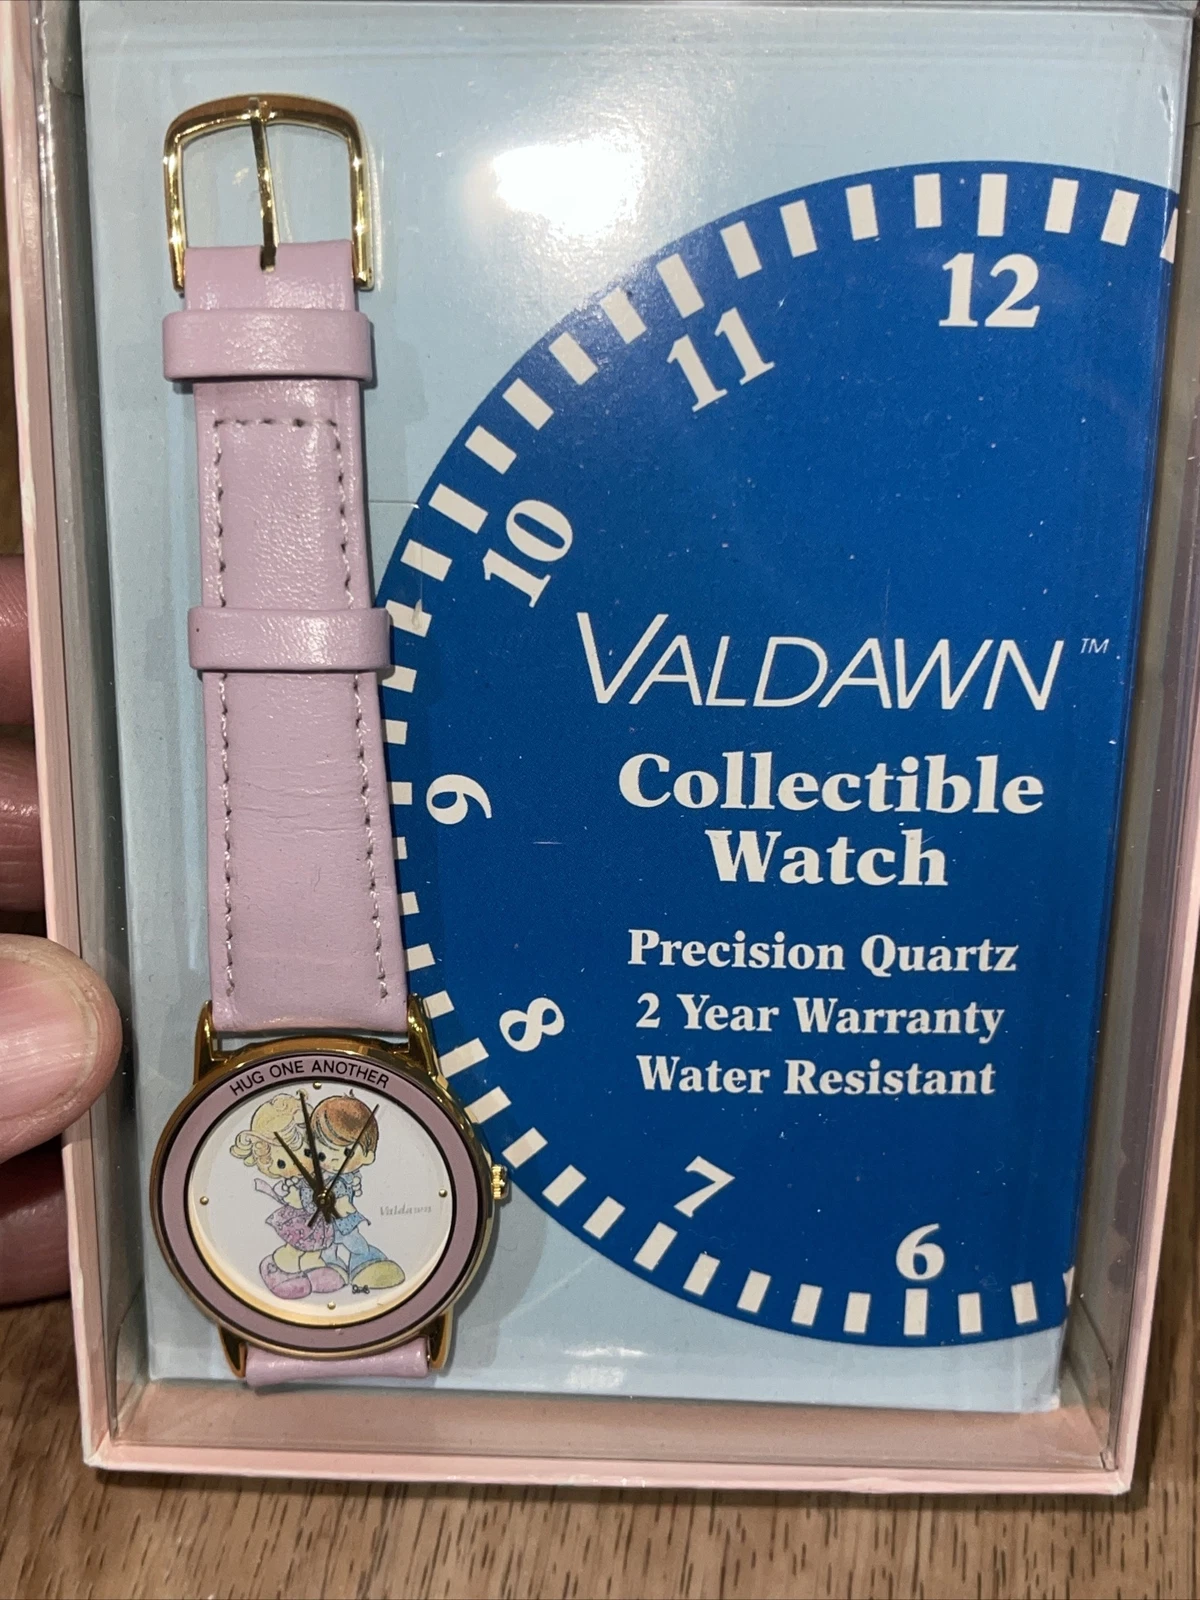 12
11
10
9
8
7
6
VALDAWN™
Collectible
Watch
Precision Quartz
2 Year Warranty
Water Resistant
HUG ONE ANOTHER
Valdawn